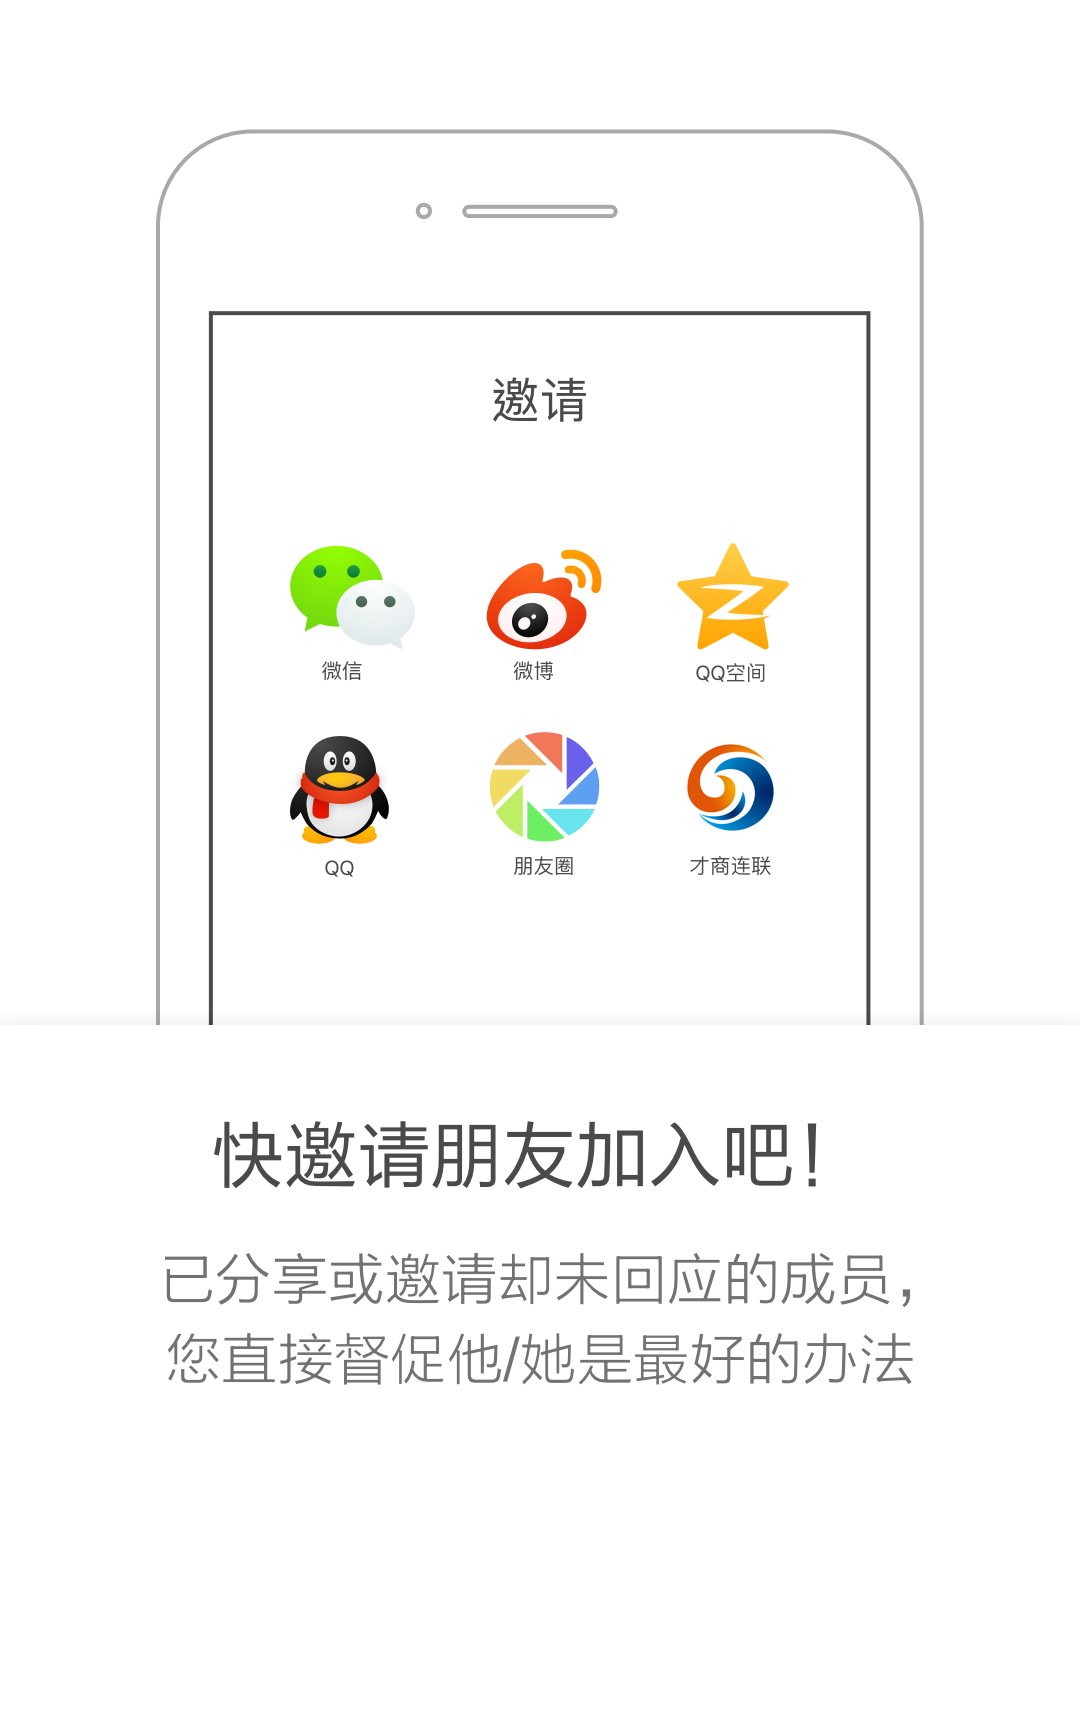 邀请
微信 微博 QQ空间
QQ 朋友圈 才商连联
快邀请朋友加入吧！
已分享或邀请却未回应的成员，
您直接督促他/她是最好的办法